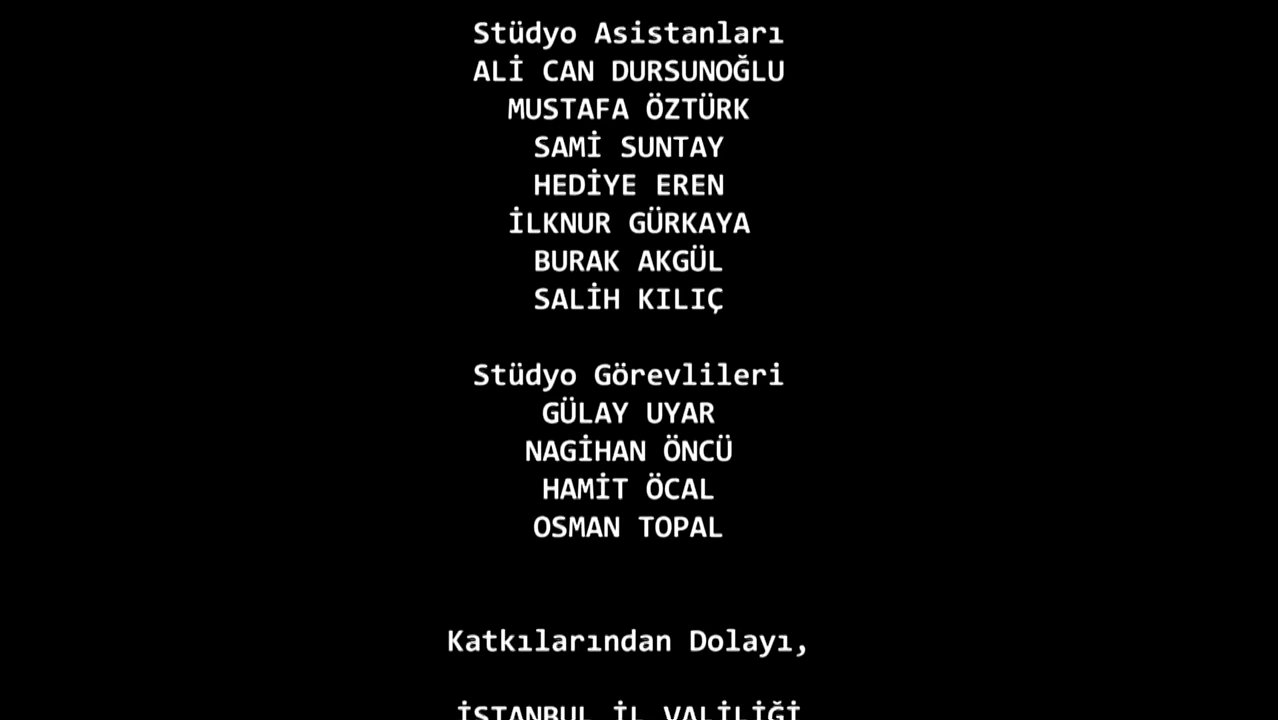 Stüdyo Asistanları
ALİ CAN DURSUNOĞLU
MUSTAFA ÖZTÜRK
SAMİ SUNTAY
HEDİYE EREN
İLKNUR GÜRKAYA
BURAK AKGÜL
SALİH KILIÇ
Stüdyo Görevlileri
GÜLAY UYAR
NAGİHAN ÖNCÜ
HAMİT ÖCAL
OSMAN TOPAL
Katkılarından Dolayı,
İSTANBUL İL VALİLİĞİ